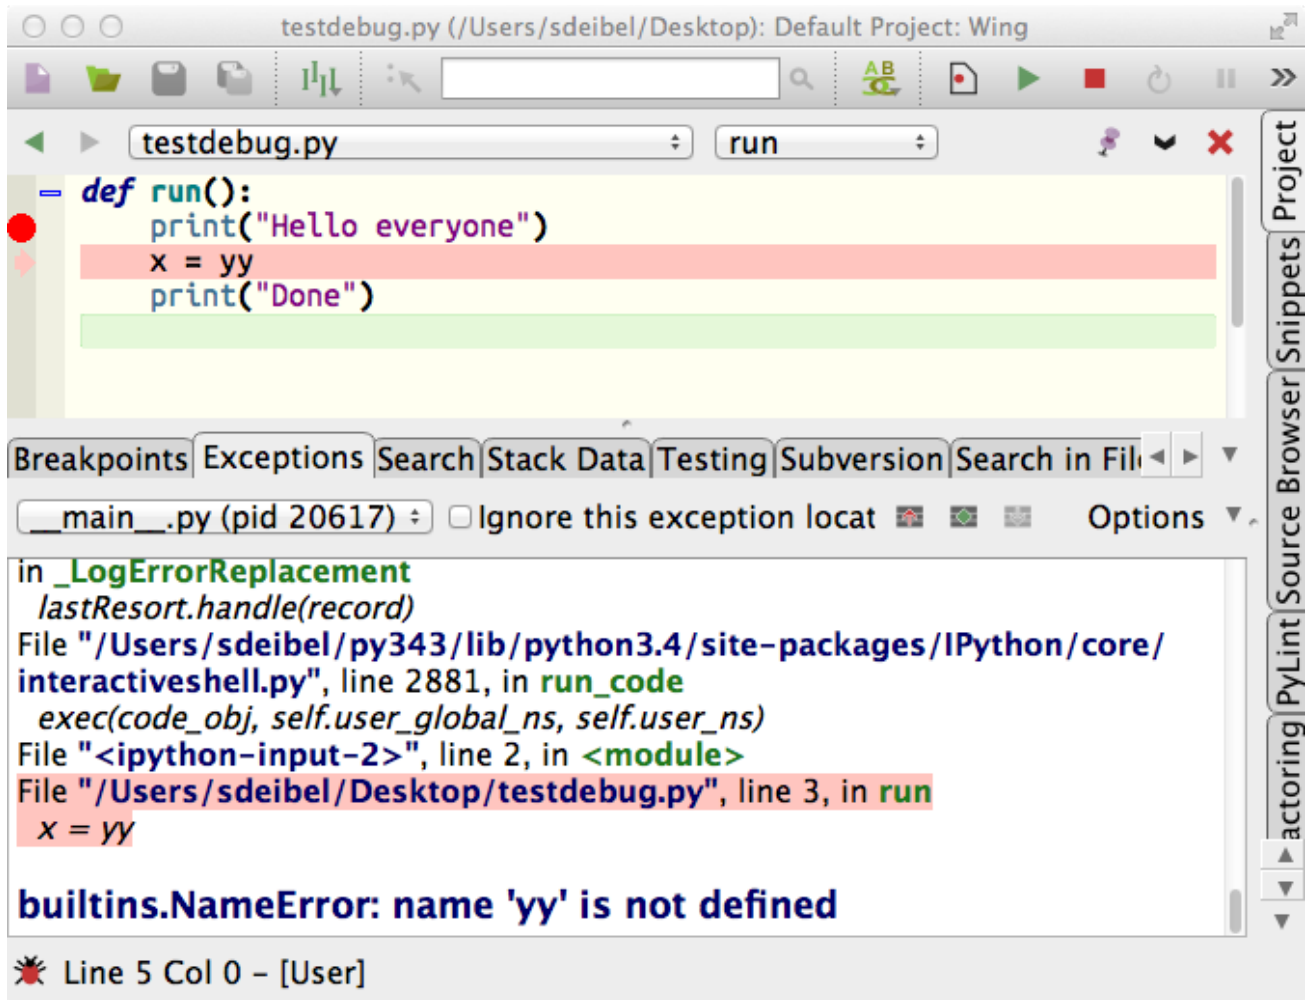 testdebug.py (/Users/sdeibel/Desktop): Default Project: Wing
AB
testdebug.py
run
def run():
print("Hello everyone")
x = yy
print("Done")
Breakpoints Exceptions Search Stack Data Testing Subversion Search in Fil
__main__.py (pid 20617) Ignore this exception locat Options
in _LogErrorReplacement
lastResort.handle(record)
File "/Users/sdeibel/py343/lib/python3.4/site-packages/IPython/core/
interactiveshell.py", line 2881, in run_code
exec(code_obj, self.user_global_ns, self.user_ns)
File "<ipython-input-2>", line 2, in <module>
File "/Users/sdeibel/Desktop/testdebug.py", line 3, in run
x = yy
builtins.NameError: name 'yy' is not defined
Line 5 Col 0 – [User]
Project
Snippets
Source Browser
PyLint
actoring